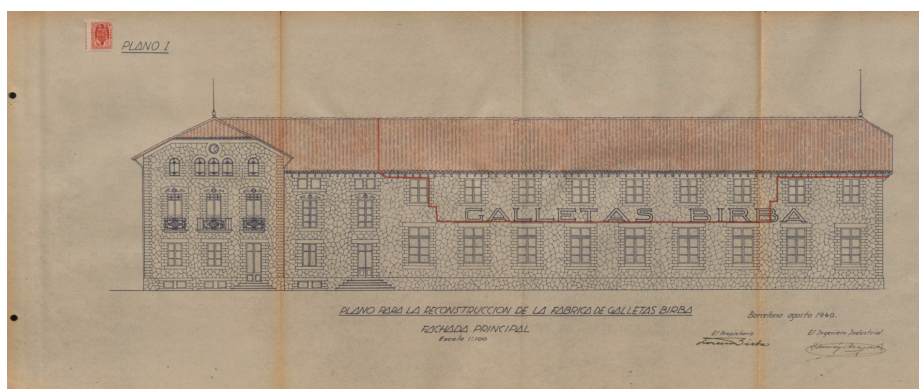 PLANO I
GALLETAS BIRBA
PLANO PARA LA RECONSTRUCCION DE LA FABRICA DE GALLETAS BIRBA
FACHADA PRINCIPAL
Escala 1:100
Barcelona agosto 1940.
El Propietario
Birba
El Ingeniero Industrial